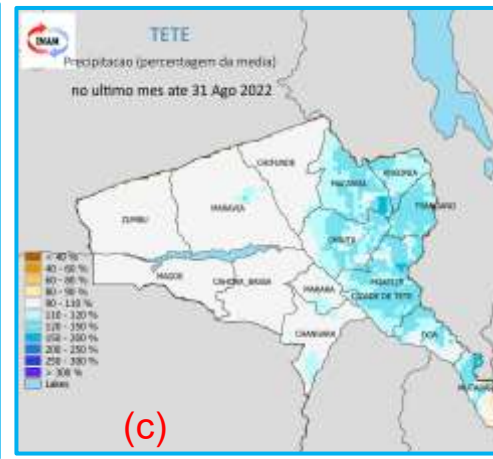 INAM
TETE
Precipitacao (percentagem da media)
no ultimo mes ate 31 Ago 2022
CHIFUNDE
MACANGA
ANGONIA
TSANGANO
MARAVIA
ZUMBU
CHIUTA
MAGOE
CAHORA_BASSA
MARARA
MOATIZE
CIDADE DE TETE
CHANGARA
DOA
MUTARARA
< 40 %
40 - 60 %
60 - 80 %
80 - 90 %
90 - 110 %
110 - 120 %
120 - 150 %
150 - 200 %
200 - 250 %
250 - 300 %
> 300 %
Lakes
(c)